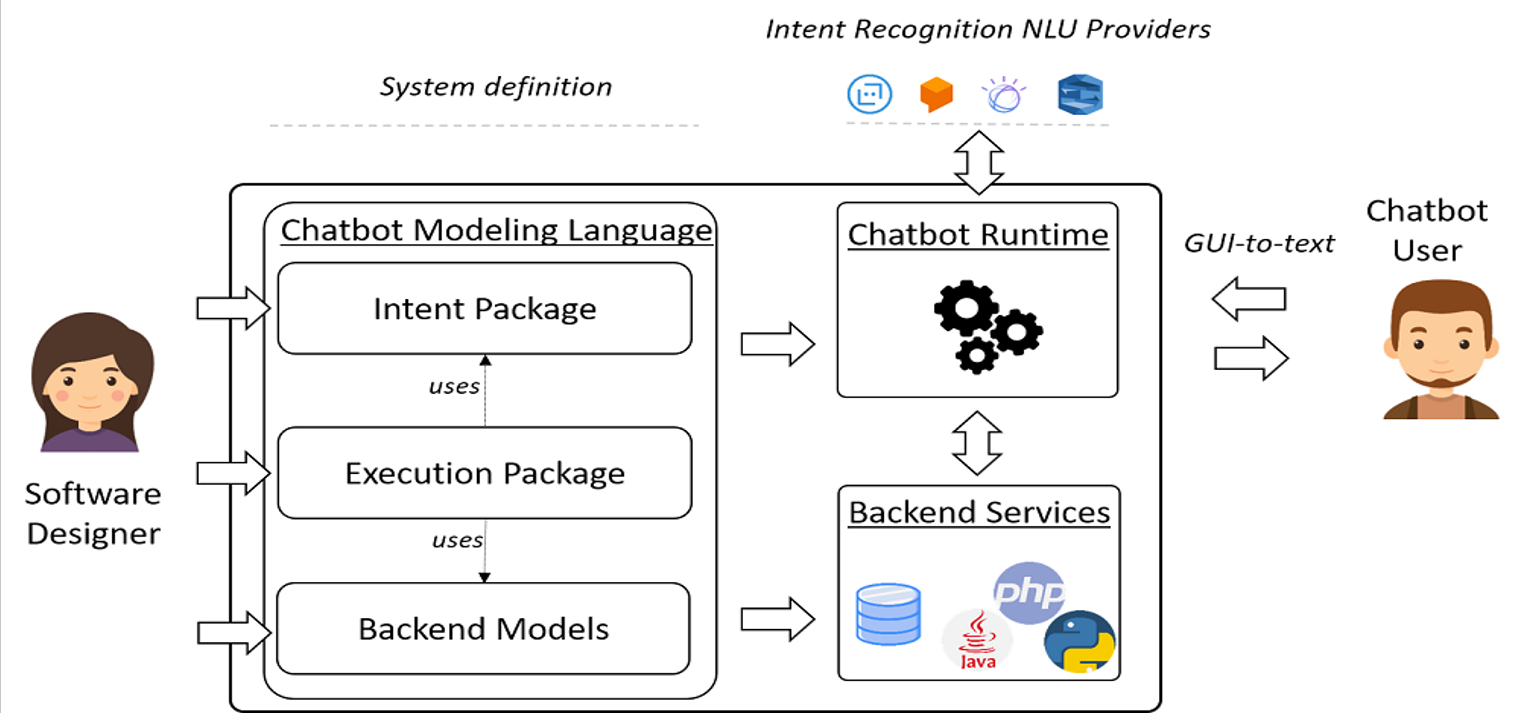 Intent Recognition NLU Providers
System definition
Chatbot Modeling Language
Intent Package
uses
Execution Package
uses
Backend Models
Software
Designer
Chatbot Runtime
Backend Services
php
Java
GUI-to-text
Chatbot
User